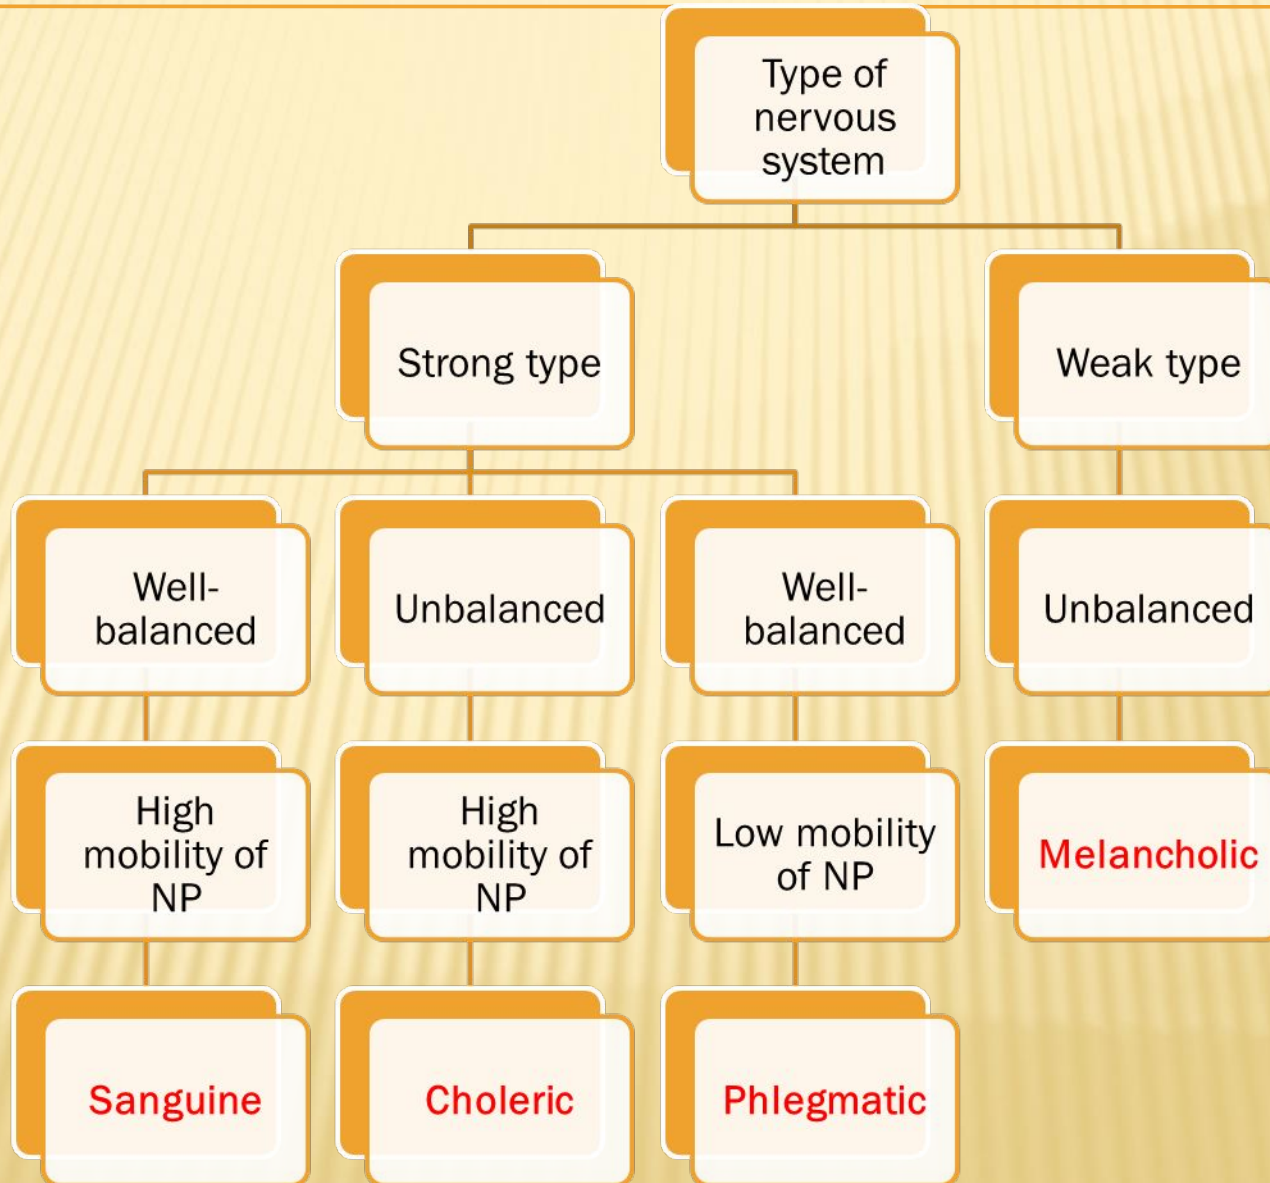 Type of
nervous
system
Strong type
Weak type
Well-
balanced
Unbalanced
Well-
balanced
Unbalanced
High
mobility of
NP
High
mobility of
NP
Low mobility
of NP
Melancholic
Sanguine
Choleric
Phlegmatic